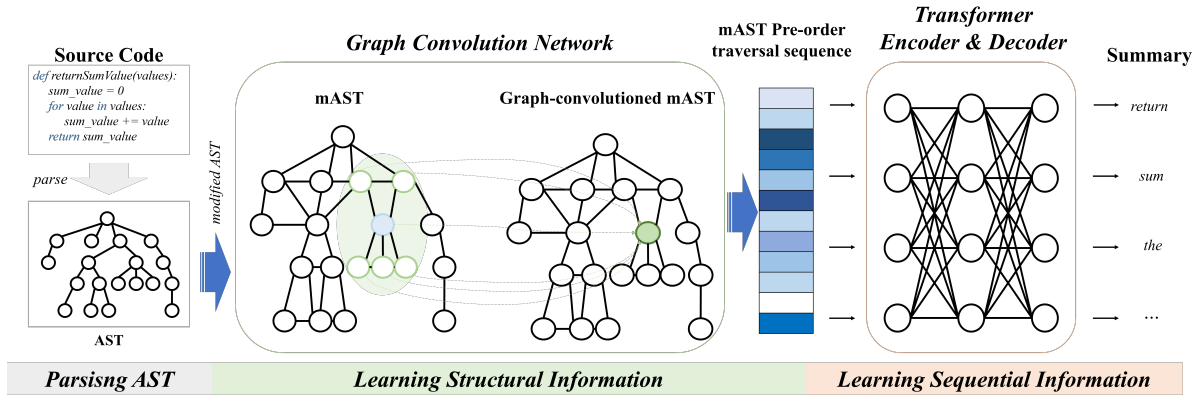 Source Code
def returnSumValue(values):
sum_value = 0
for value in values:
sum_value += value
return sum_value
parse
AST
modified AST
Graph Convolution Network
mAST
Graph-convolutioned mAST
mAST Pre-order
traversal sequence
Transformer
Encoder & Decoder
Summary
return
sum
the
...
Parsisng AST
Learning Structural Information
Learning Sequential Information